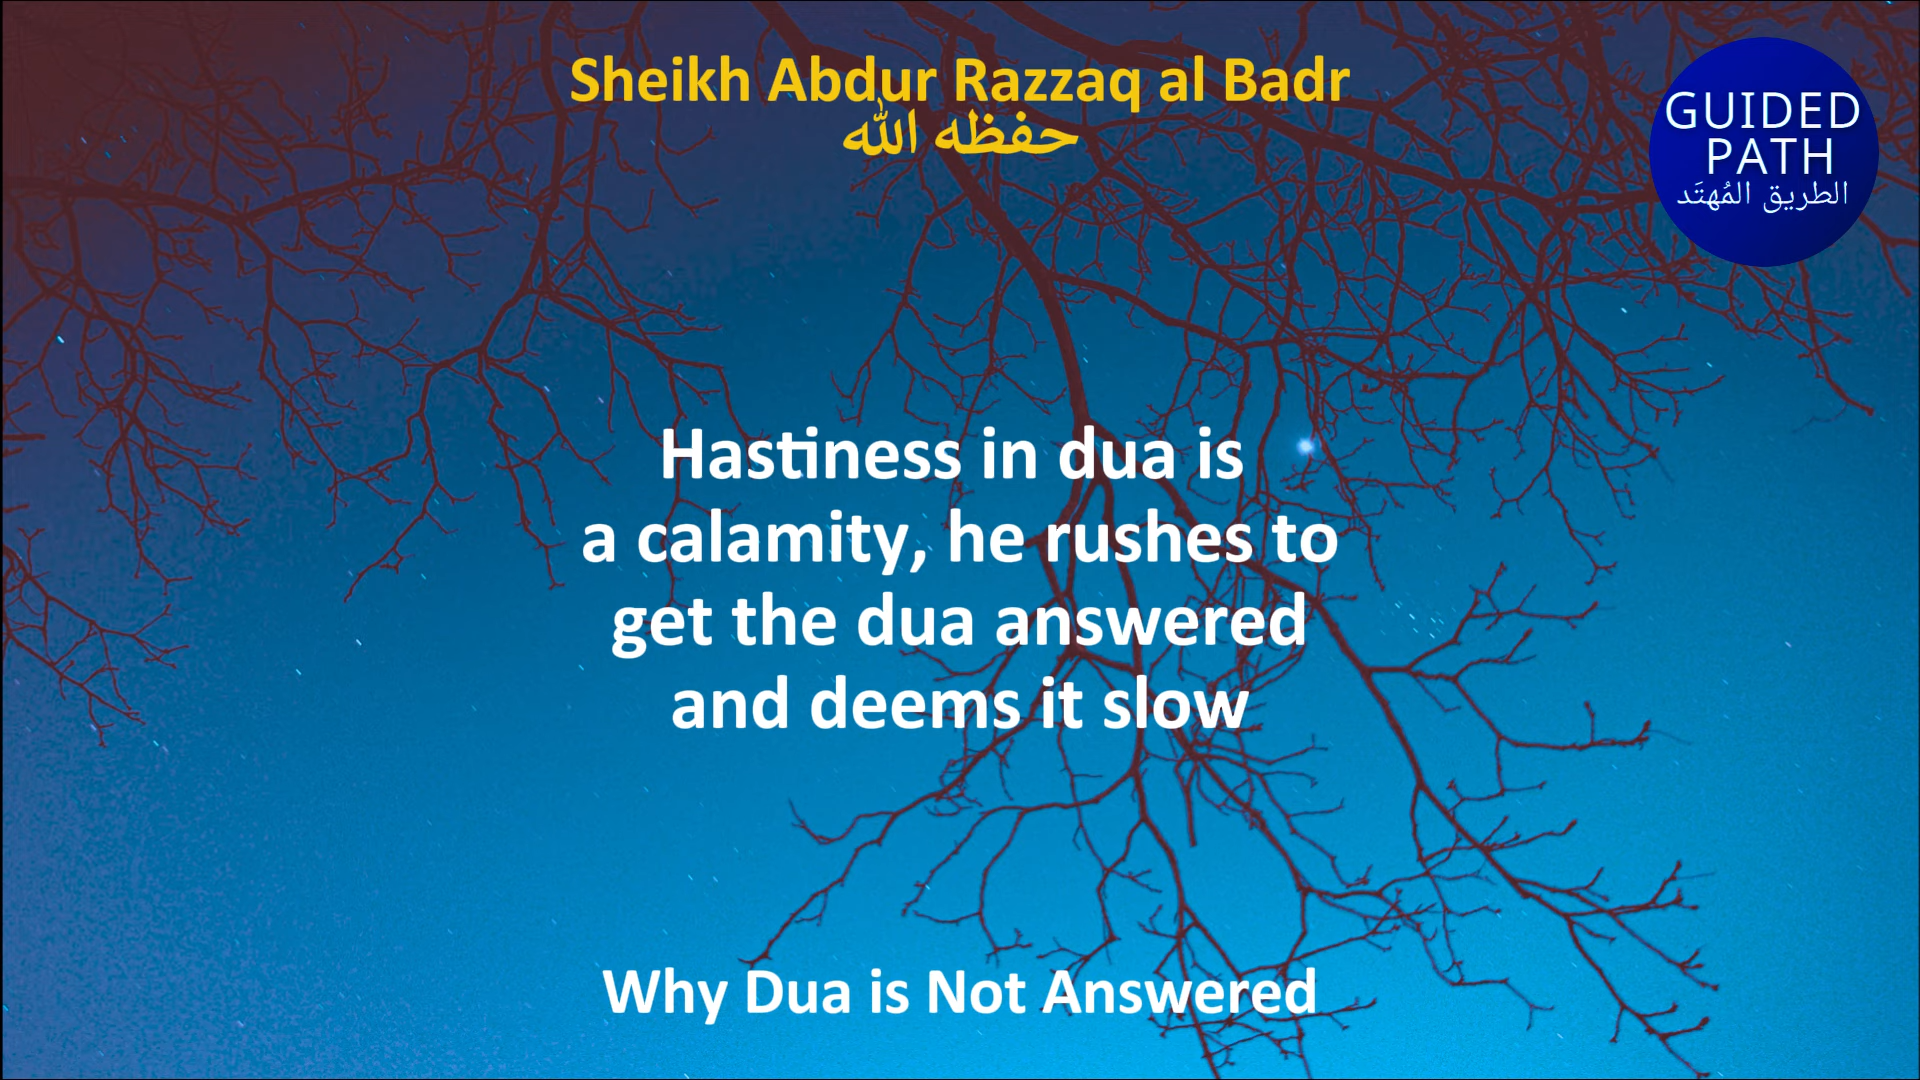 Sheikh Abdur Razzaq al Badr
حفظه الله
GUIDED
PATH
الطريق المُهتَد
Hastiness in dua is
a calamity, he rushes to
get the dua answered
and deems it slow
Why Dua is Not Answered